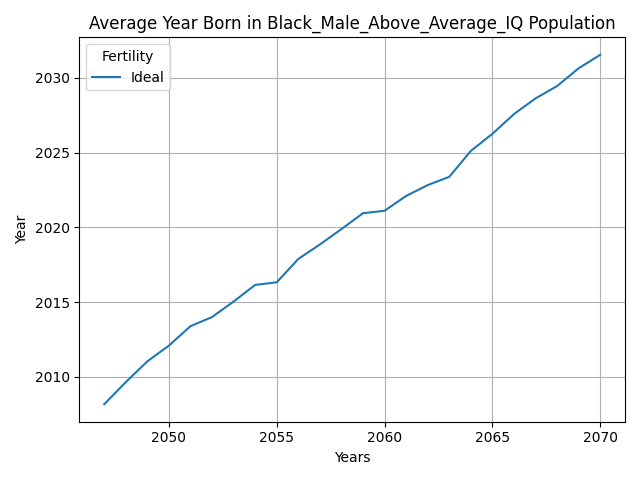 Average Year Born in Black_Male_Above_Average_IQ Population
Fertility
Ideal
2030
2025
2020
2015
2010
Year
2050 2055 2060 2065 2070
Years